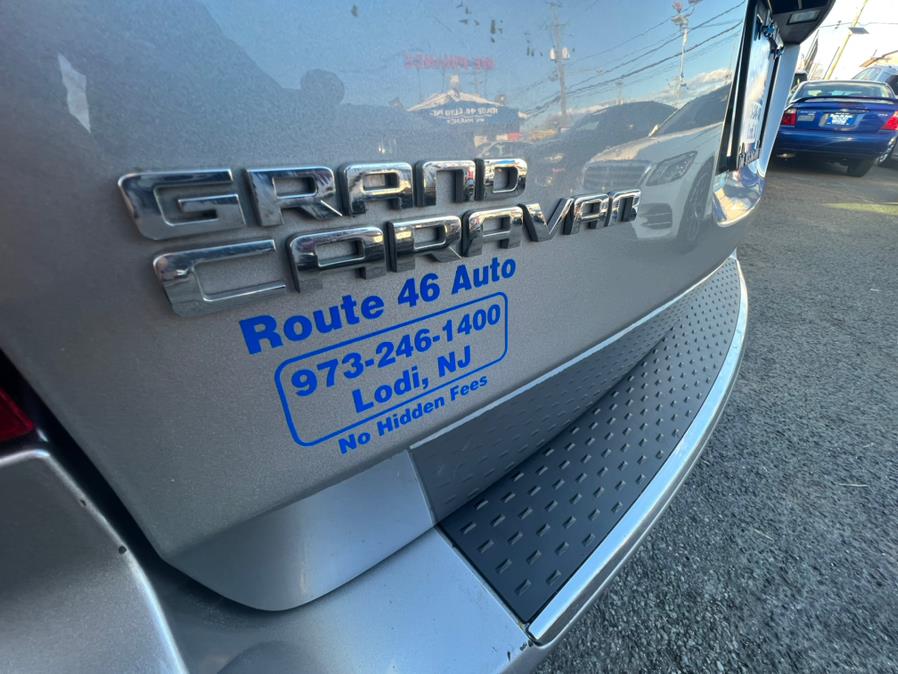 GRAND
CARAVAN
Route 46 Auto
973-246-1400
Lodi, NJ
No Hidden Fees